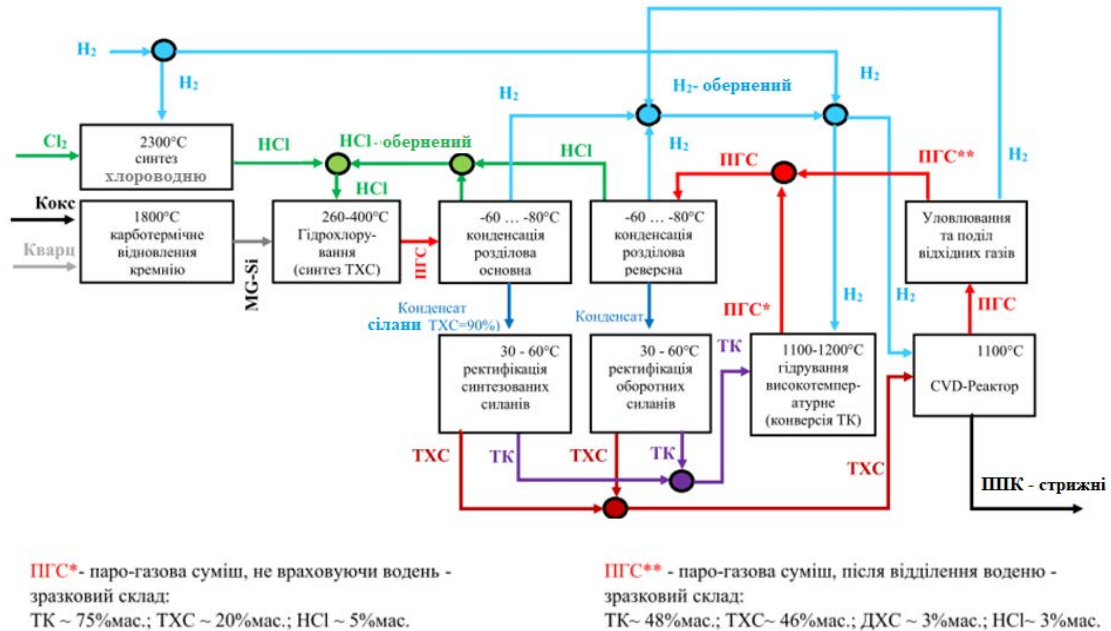 H₂
H₂
H₂
H₂
H₂- обернений
H₂
H₂
H₂
Cl₂
2300°C
синтез
хлороводню
HCl
HCl-обернений
HCl
HCl
ПГС
ПГС**
Кокс
Кварц
1800°C
карботермічне
відновлення
кремнію
MG-Si
260-400°C
Гідрохлору-
вання
(синтез ТХС)
ПГС
-60 … -80°C
конденсація
розділова
основна
-60 … -80°C
конденсація
розділова
реверсна
Уловлювання
та поділ
відхідних газів
ПГС
ПГС*
H₂
H₂
Конденсат
сілани ТХС=90%)
Конденсат
30 - 60°C
ректифікація
синтезованих
силанів
30 - 60°C
ректифікація
оборотних
силанів
ТК
1100-1200°C
гідрування
високотемпер-
атурне
(конверсія ТК)
1100°C
CVD-Реактор
ТХС
ТК
ТХС
ТК
ТХС
ППК - стрижні
ПГС*- паро-газова суміш, не враховуючи водень -
зразковий склад:
ТК ~ 75%мас.; ТХС ~ 20%мас.; HCl ~ 5%мас.
ПГС**- паро-газова суміш, після відділення воденю -
зразковий склад:
ТК~ 48%мас.; ТХС~ 46%мас.; ДХС ~ 3%мас.; HCl~ 3%мас.